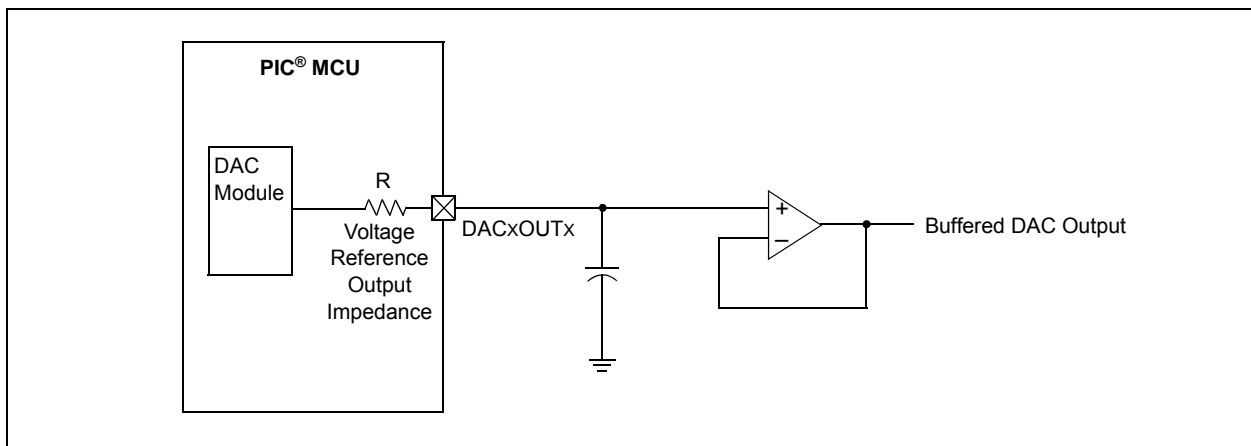 PIC® MCU
DAC
Module
R
Voltage
Reference
Output
Impedance
DACxOUTx
+
–
Buffered DAC Output